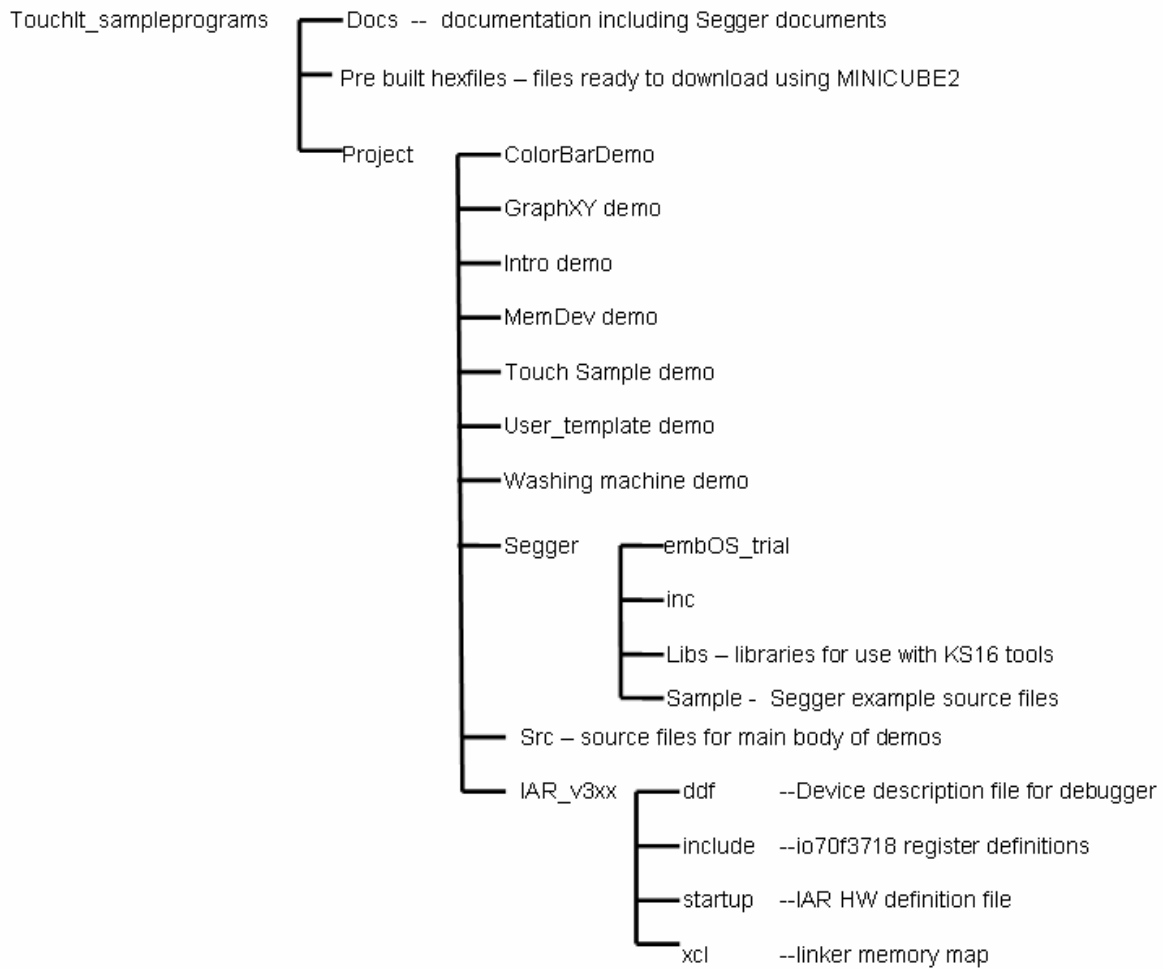 TouchIt_sampleprograms
Docs -- documentation including Segger documents
Pre built hexfiles – files ready to download using MINICUBE2
Project
ColorBarDemo
GraphXY demo
Intro demo
MemDev demo
Touch Sample demo
User_template demo
Washing machine demo
Segger
embOS_trial
inc
Libs – libraries for use with KS16 tools
Sample - Segger example source files
Src – source files for main body of demos
IAR_v3xx
ddf --Device description file for debugger
include --io70f3718 register definitions
startup --IAR HW definition file
xcl --linker memory map